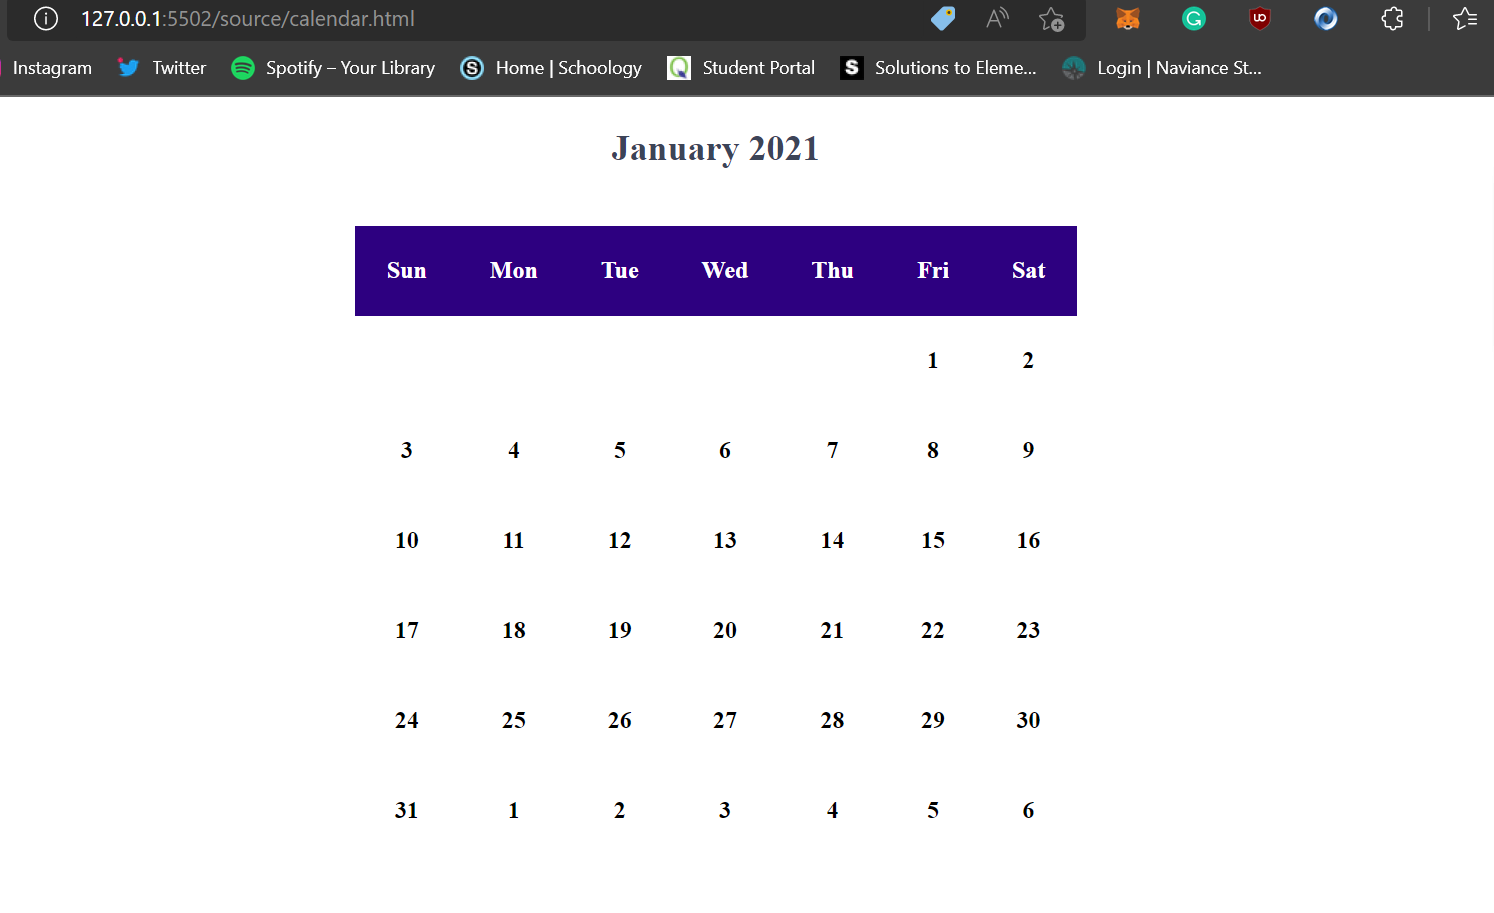 127.0.0.1:5502/source/calendar.html
Instagram Twitter Spotify – Your Library Home | Schoology Student Portal Solutions to Eleme... Login | Naviance St...
January 2021
Sun Mon Tue Wed Thu Fri Sat
1 2
3 4 5 6 7 8 9
10 11 12 13 14 15 16
17 18 19 20 21 22 23
24 25 26 27 28 29 30
31 1 2 3 4 5 6